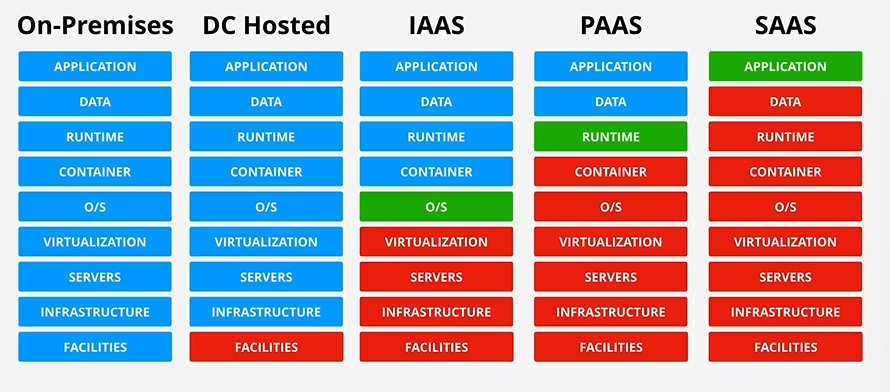 On-Premises DC Hosted IAAS PAAS SAAS
APPLICATION APPLICATION APPLICATION APPLICATION APPLICATION
DATA DATA DATA DATA DATA
RUNTIME RUNTIME RUNTIME RUNTIME RUNTIME
CONTAINER CONTAINER CONTAINER CONTAINER CONTAINER
O/S O/S O/S O/S O/S
VIRTUALIZATION VIRTUALIZATION VIRTUALIZATION VIRTUALIZATION VIRTUALIZATION
SERVERS SERVERS SERVERS SERVERS SERVERS
INFRASTRUCTURE INFRASTRUCTURE INFRASTRUCTURE INFRASTRUCTURE INFRASTRUCTURE
FACILITIES FACILITIES FACILITIES FACILITIES FACILITIES